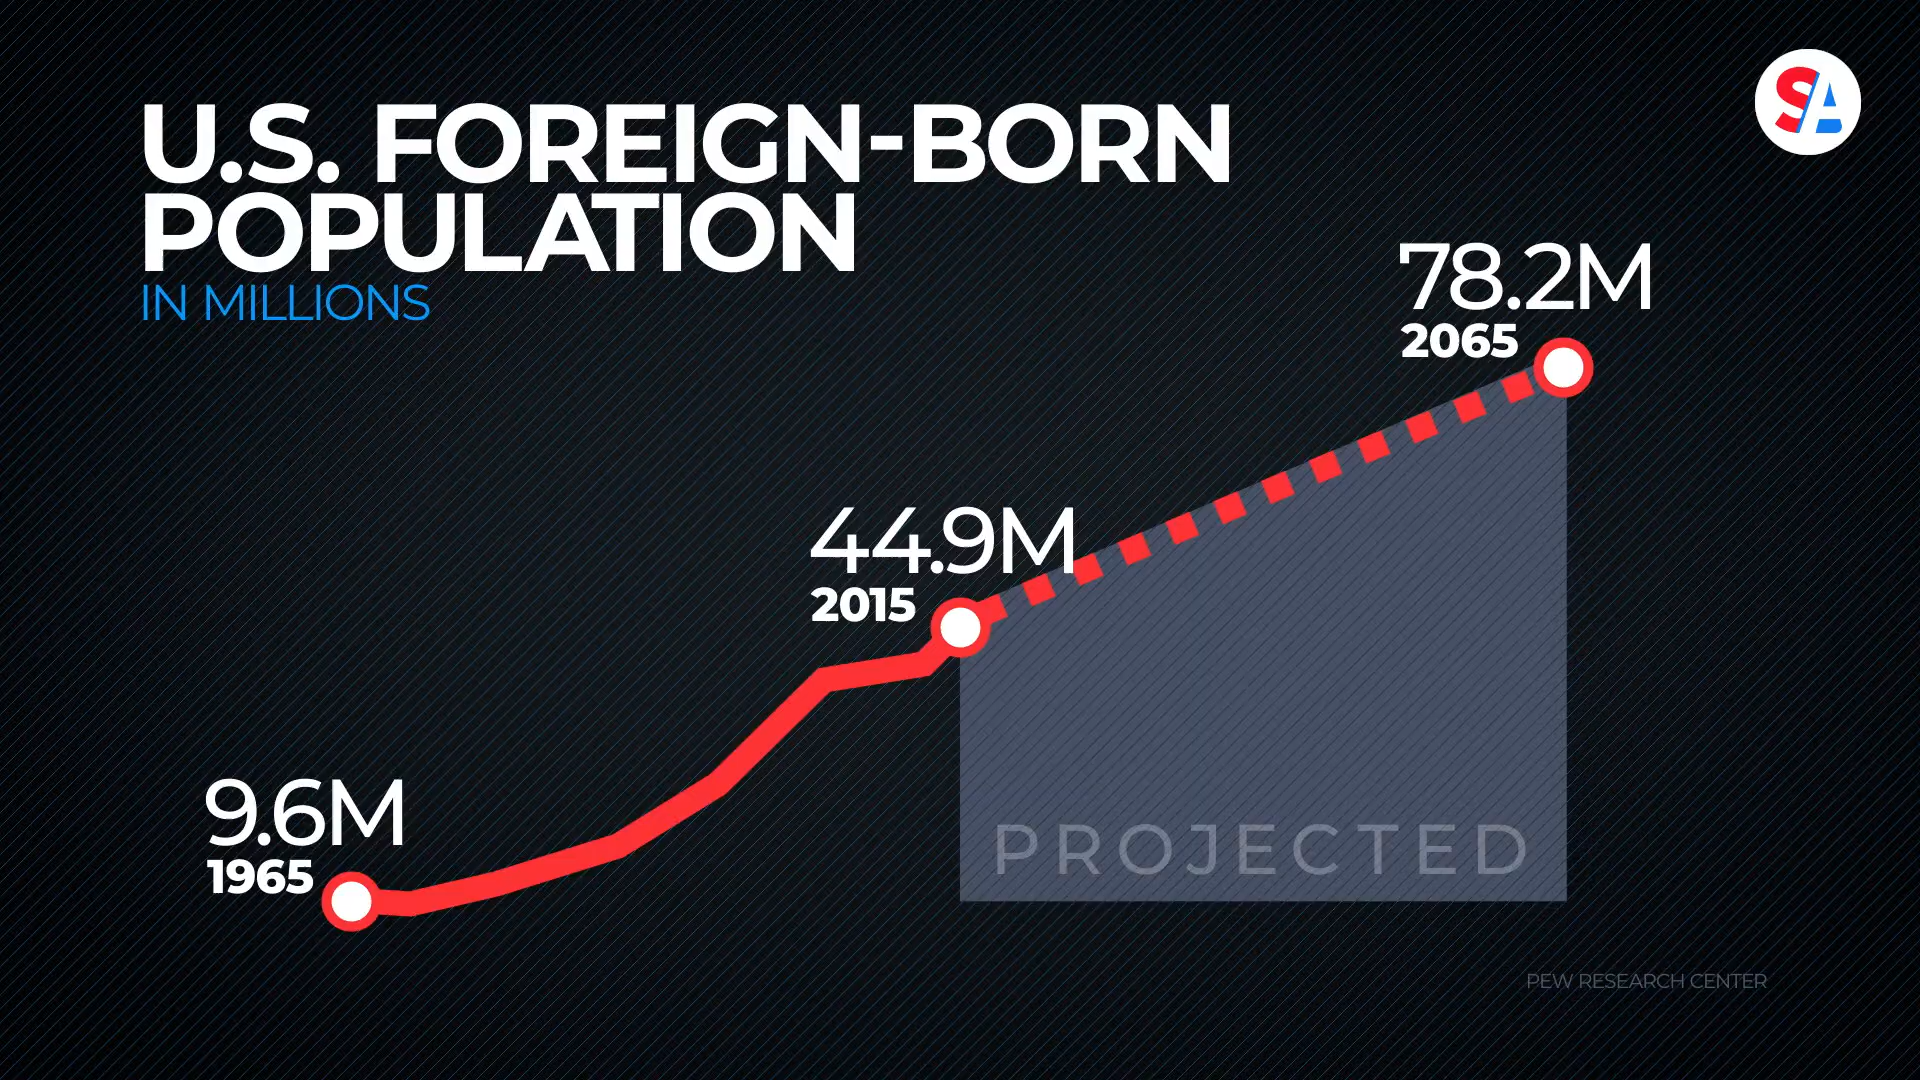 U.S. FOREIGN-BORN
POPULATION
IN MILLIONS
SA
78.2M
2065
44.9M
2015
9.6M
1965
PROJECTED
PEW RESEARCH CENTER